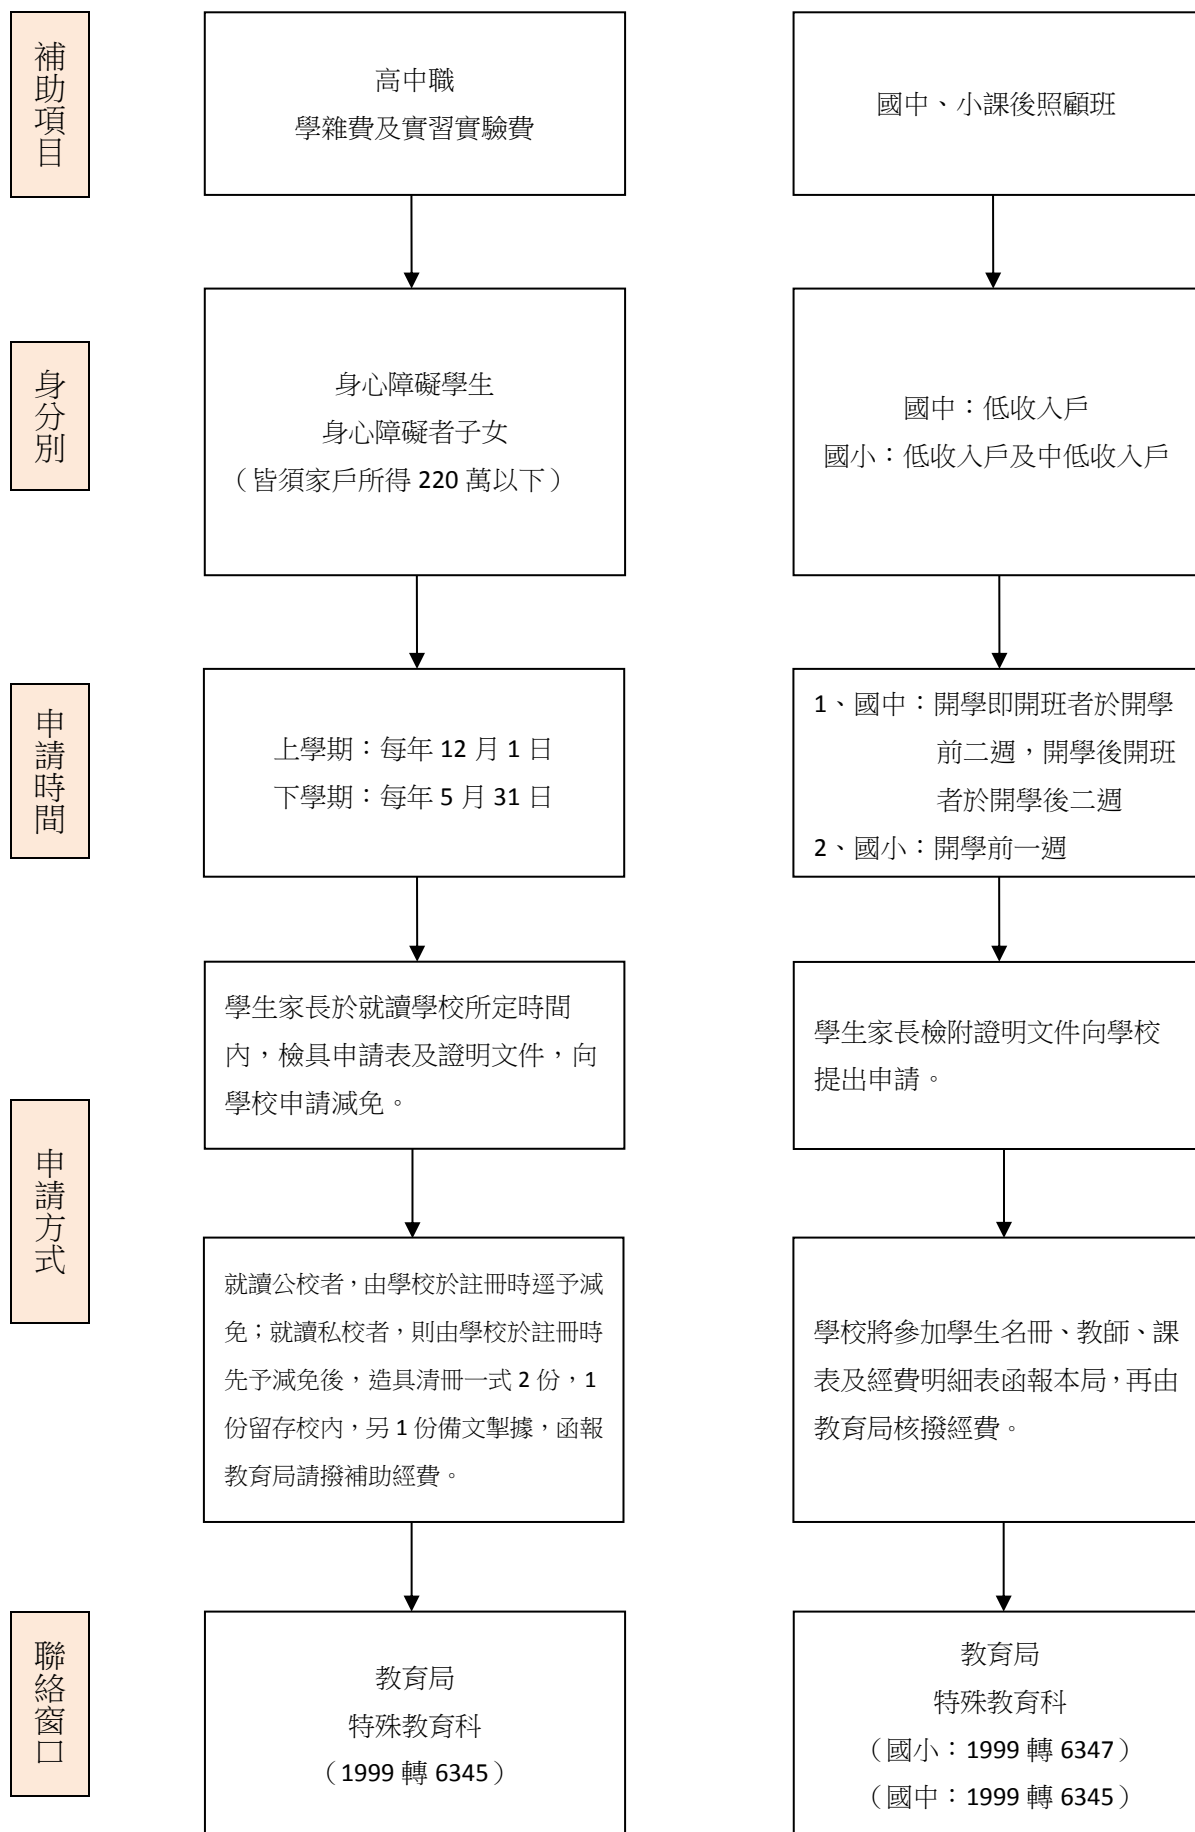 補助項目
高中職
學雜費及實習實驗費
國中、小課後照顧班
身分別
身心障礙學生
身心障礙者子女
（皆須家戶所得 220 萬以下）
國中：低收入戶
國小：低收入戶及中低收入戶
申請時間
上學期：每年 12 月 1 日
下學期：每年 5 月 31 日
1、國中：開學即開班者於開學
前二週，開學後開班
者於開學後二週
2、國小：開學前一週
申請方式
學生家長於就讀學校所定時間
內，檢具申請表及證明文件，向
學校申請減免。
學生家長檢附證明文件向學校
提出申請。
就讀公校者，由學校於註冊時逕予減
免；就讀私校者，則由學校於註冊時
先予減免後，造具清冊一式 2 份，1
份留存校內，另 1 份備文掣據，函報
教育局請撥補助經費。
學校將參加學生名冊、教師、課
表及經費明細表函報本局，再由
教育局核撥經費。
聯絡窗口
教育局
特殊教育科
（1999 轉 6345）
教育局
特殊教育科
（國小：1999 轉 6347）
（國中：1999 轉 6345）